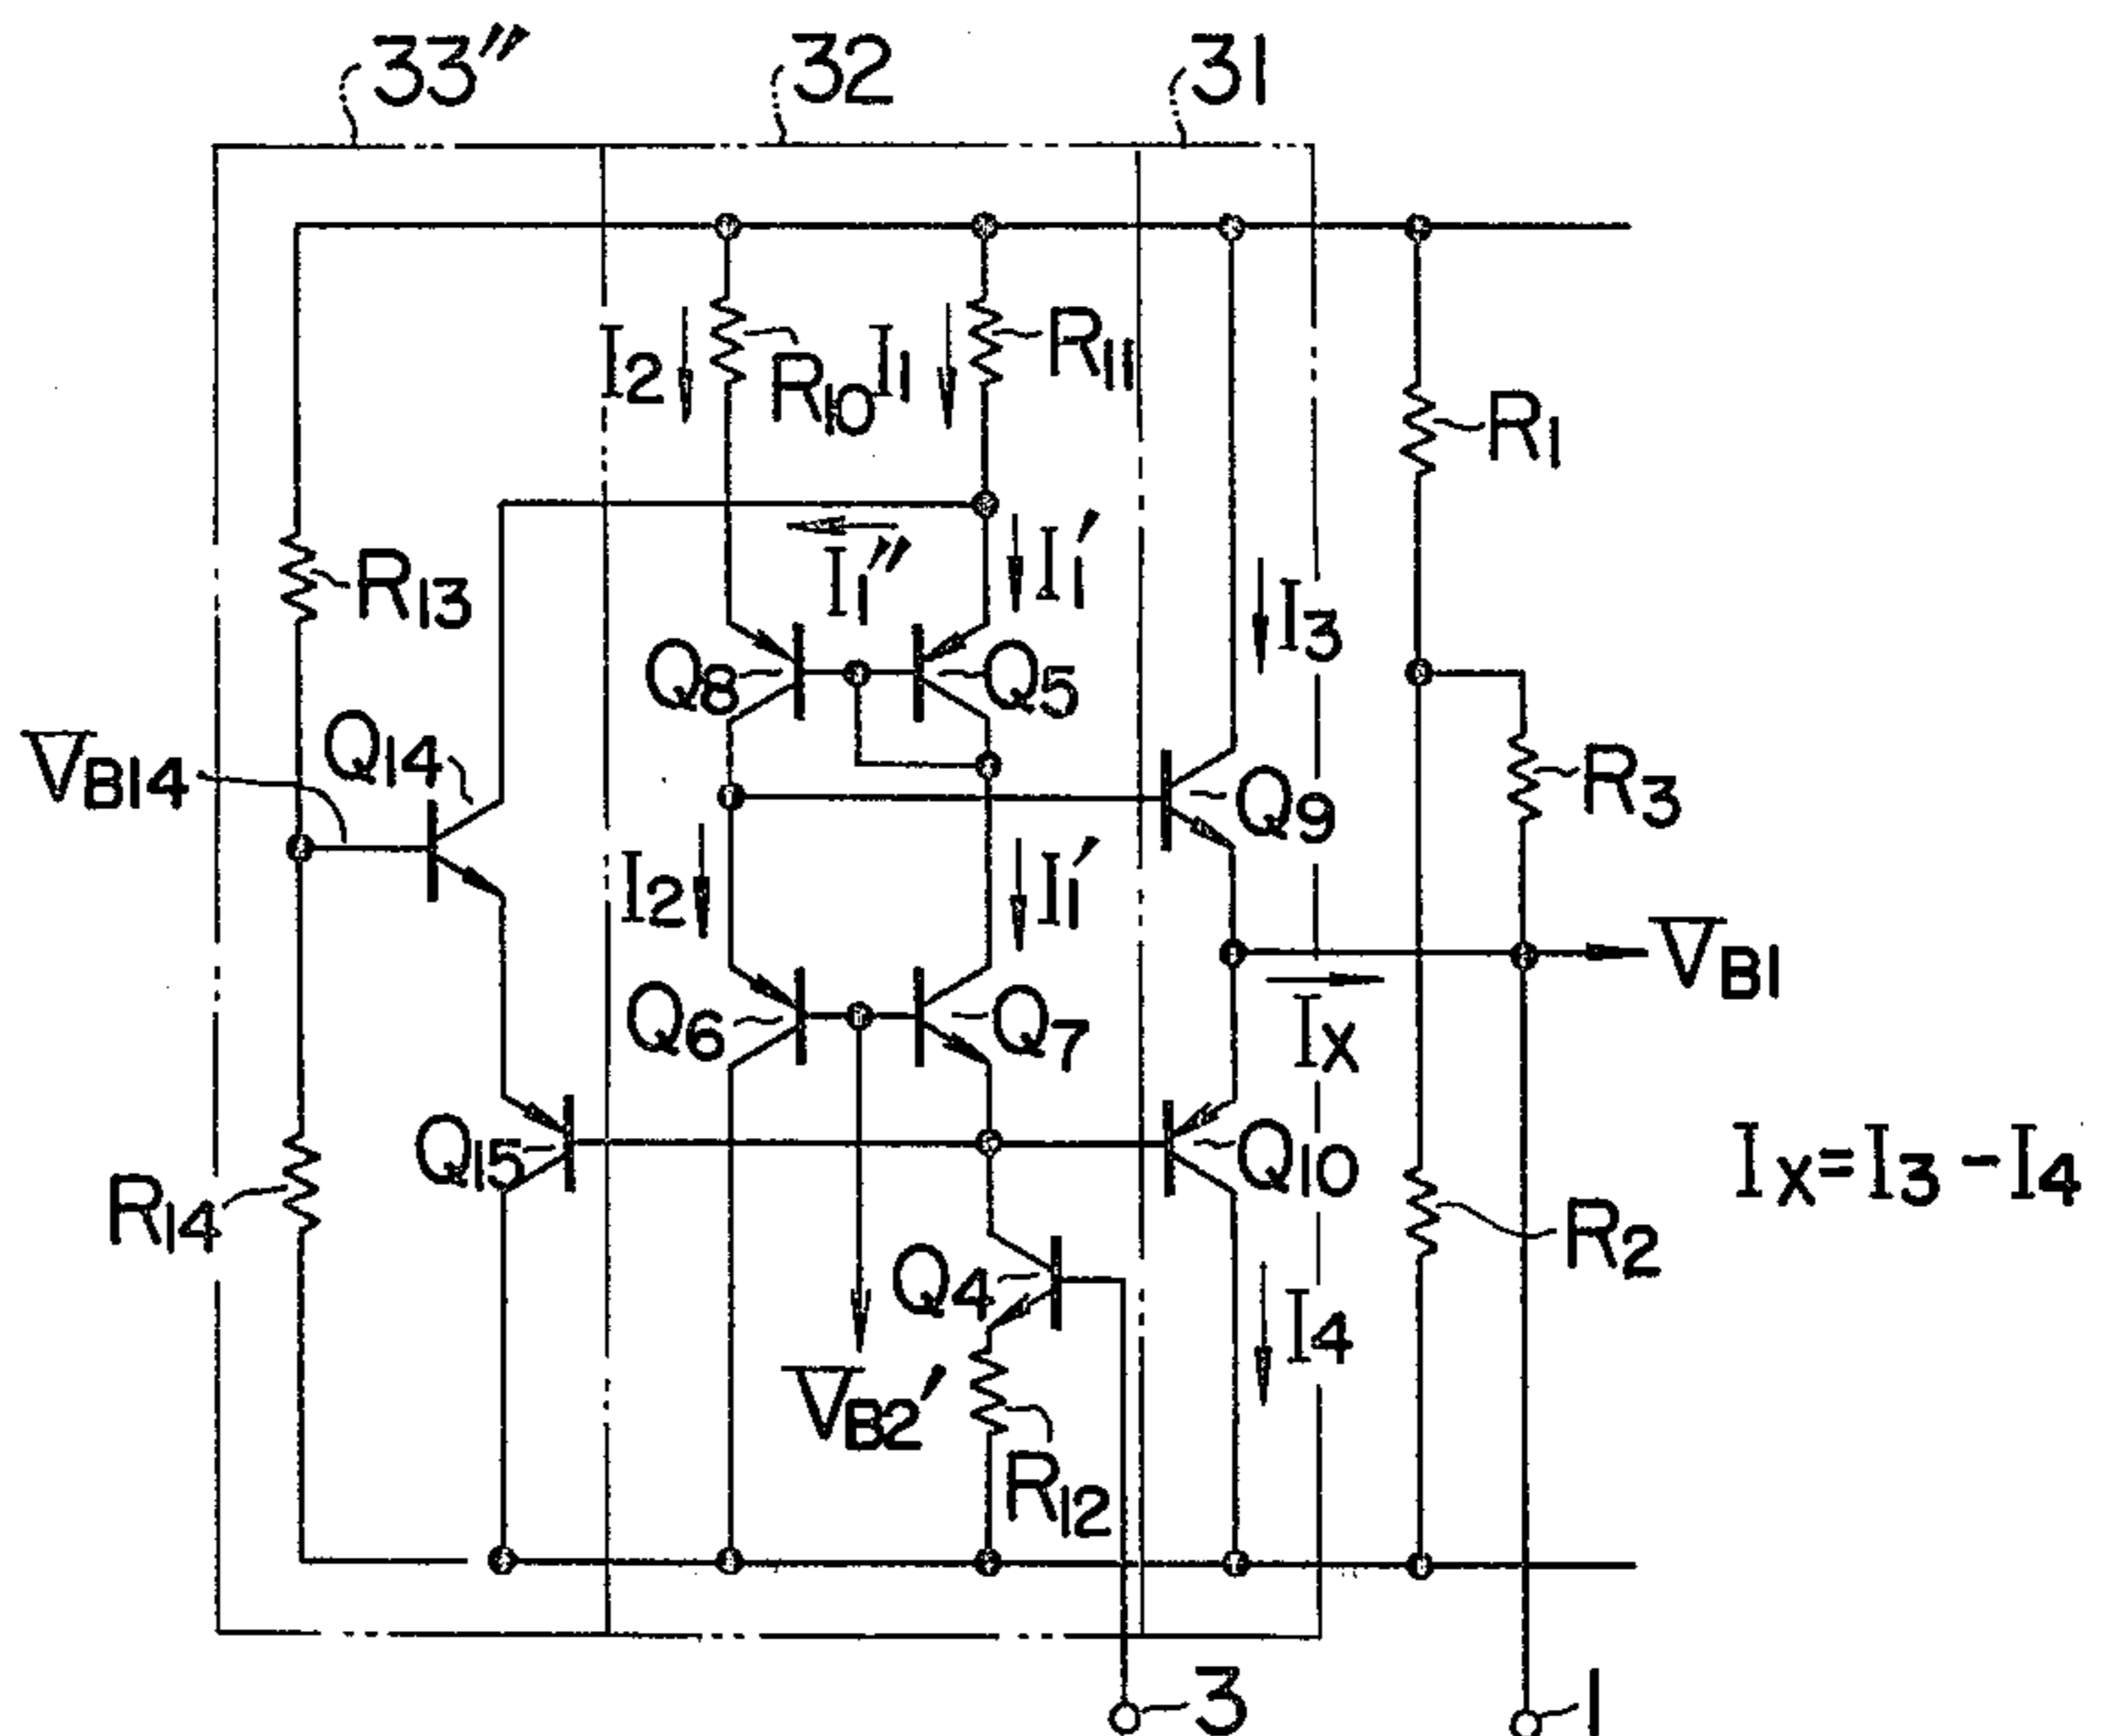 33" 32 31
I2 R10 I1 R11
R1
I1" I1'
R13 I3
Q8 Q5
VB14 Q14 R3
Q9
I2 I1'
VB1
Q6 Q7
IX
Q15 Q10 IX=I3-I4
R14 R2
Q4 I4
VB2'
R12
3 1